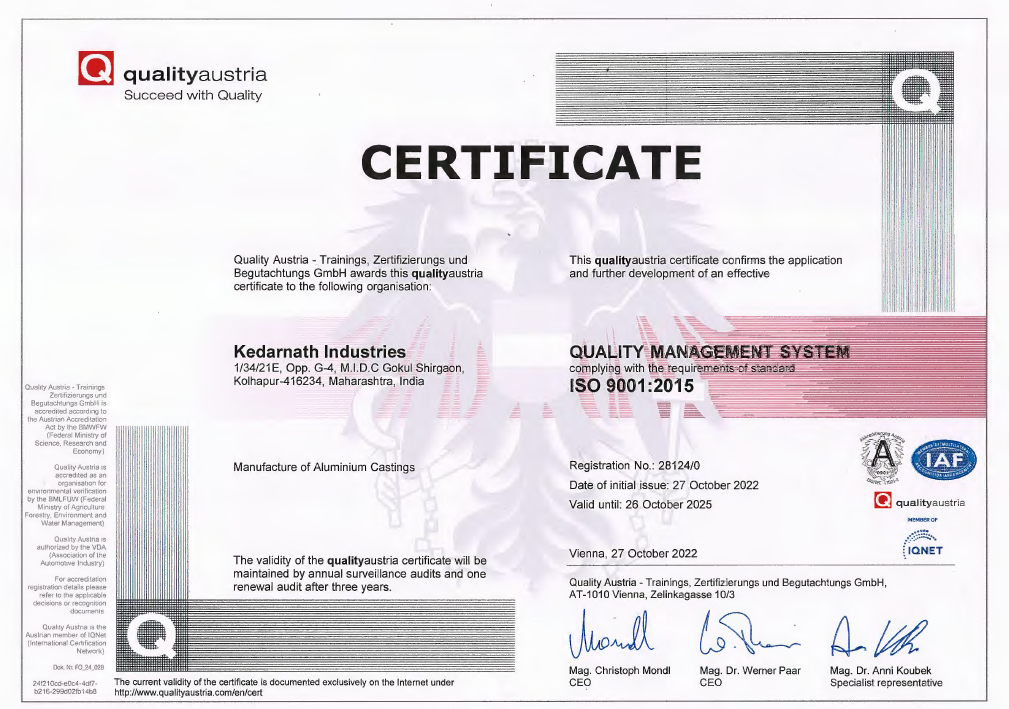 qualityaustria
Succeed with Quality
CERTIFICATE
Quality Austria - Trainings, Zertifizierungs und
Begutachtungs GmbH awards this qualityaustria
certificate to the following organisation:
This qualityaustria certificate confirms the application
and further development of an effective
Kedarnath Industries
1/34/21E, Opp. G-4, M.I.D.C Gokul Shirgaon,
Kolhapur-416234, Maharashtra, India
QUALITY MANAGEMENT SYSTEM
complying with the requirements of standard
ISO 9001:2015
Quality Austria - Trainings
Zertifizierungs und
Begutachtungs GmbH is
accredited according to
the Austrian Accreditation
Act by the BMWFW
(Federal Ministry of
Science, Research and
Economy)
Quality Austria is
accredited as an
organisation for
environmental verification
by the BMLFUW (Federal
Ministry of Agriculture
Forestry, Environment and
Water Management)
Quality Austria is
authorized by the VDA
(Association of the
Automotive Industry)
For accreditation
registration details please
refer to the applicable
decisions or recognition
documents
Quality Austria is the
Austrian member of IQNet
(International Certification
Network)
Dok. Nr. FO_24_028
24f210cd-e0c4-4df7-
b216-299d02fb14b8
Manufacture of Aluminium Castings
Registration No.: 28124/0
Date of initial issue: 27 October 2022
Valid until: 26 October 2025
A
IAF
qualityaustria
MEMBER OF
IQNET
The validity of the qualityaustria certificate will be
maintained by annual surveillance audits and one
renewal audit after three years.
Vienna, 27 October 2022
Quality Austria - Trainings, Zertifizierungs und Begutachtungs GmbH,
AT-1010 Vienna, Zelinkagasse 10/3
Mag. Christoph Mondl
CEO
Mag. Dr. Werner Paar
CEO
Mag. Dr. Anni Koubek
Specialist representative
The current validity of the certificate is documented exclusively on the Internet under
http://www.qualityaustria.com/en/cert